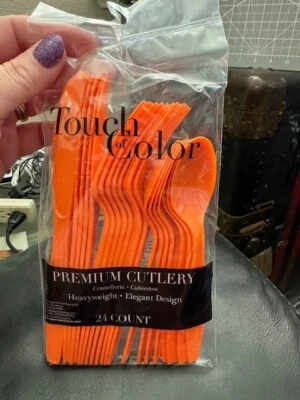 Touch
of
Color
PREMIUM CUTLERY
Coutellerie • Cubiertos
Heavyweight • Elegant Design
24 COUNT